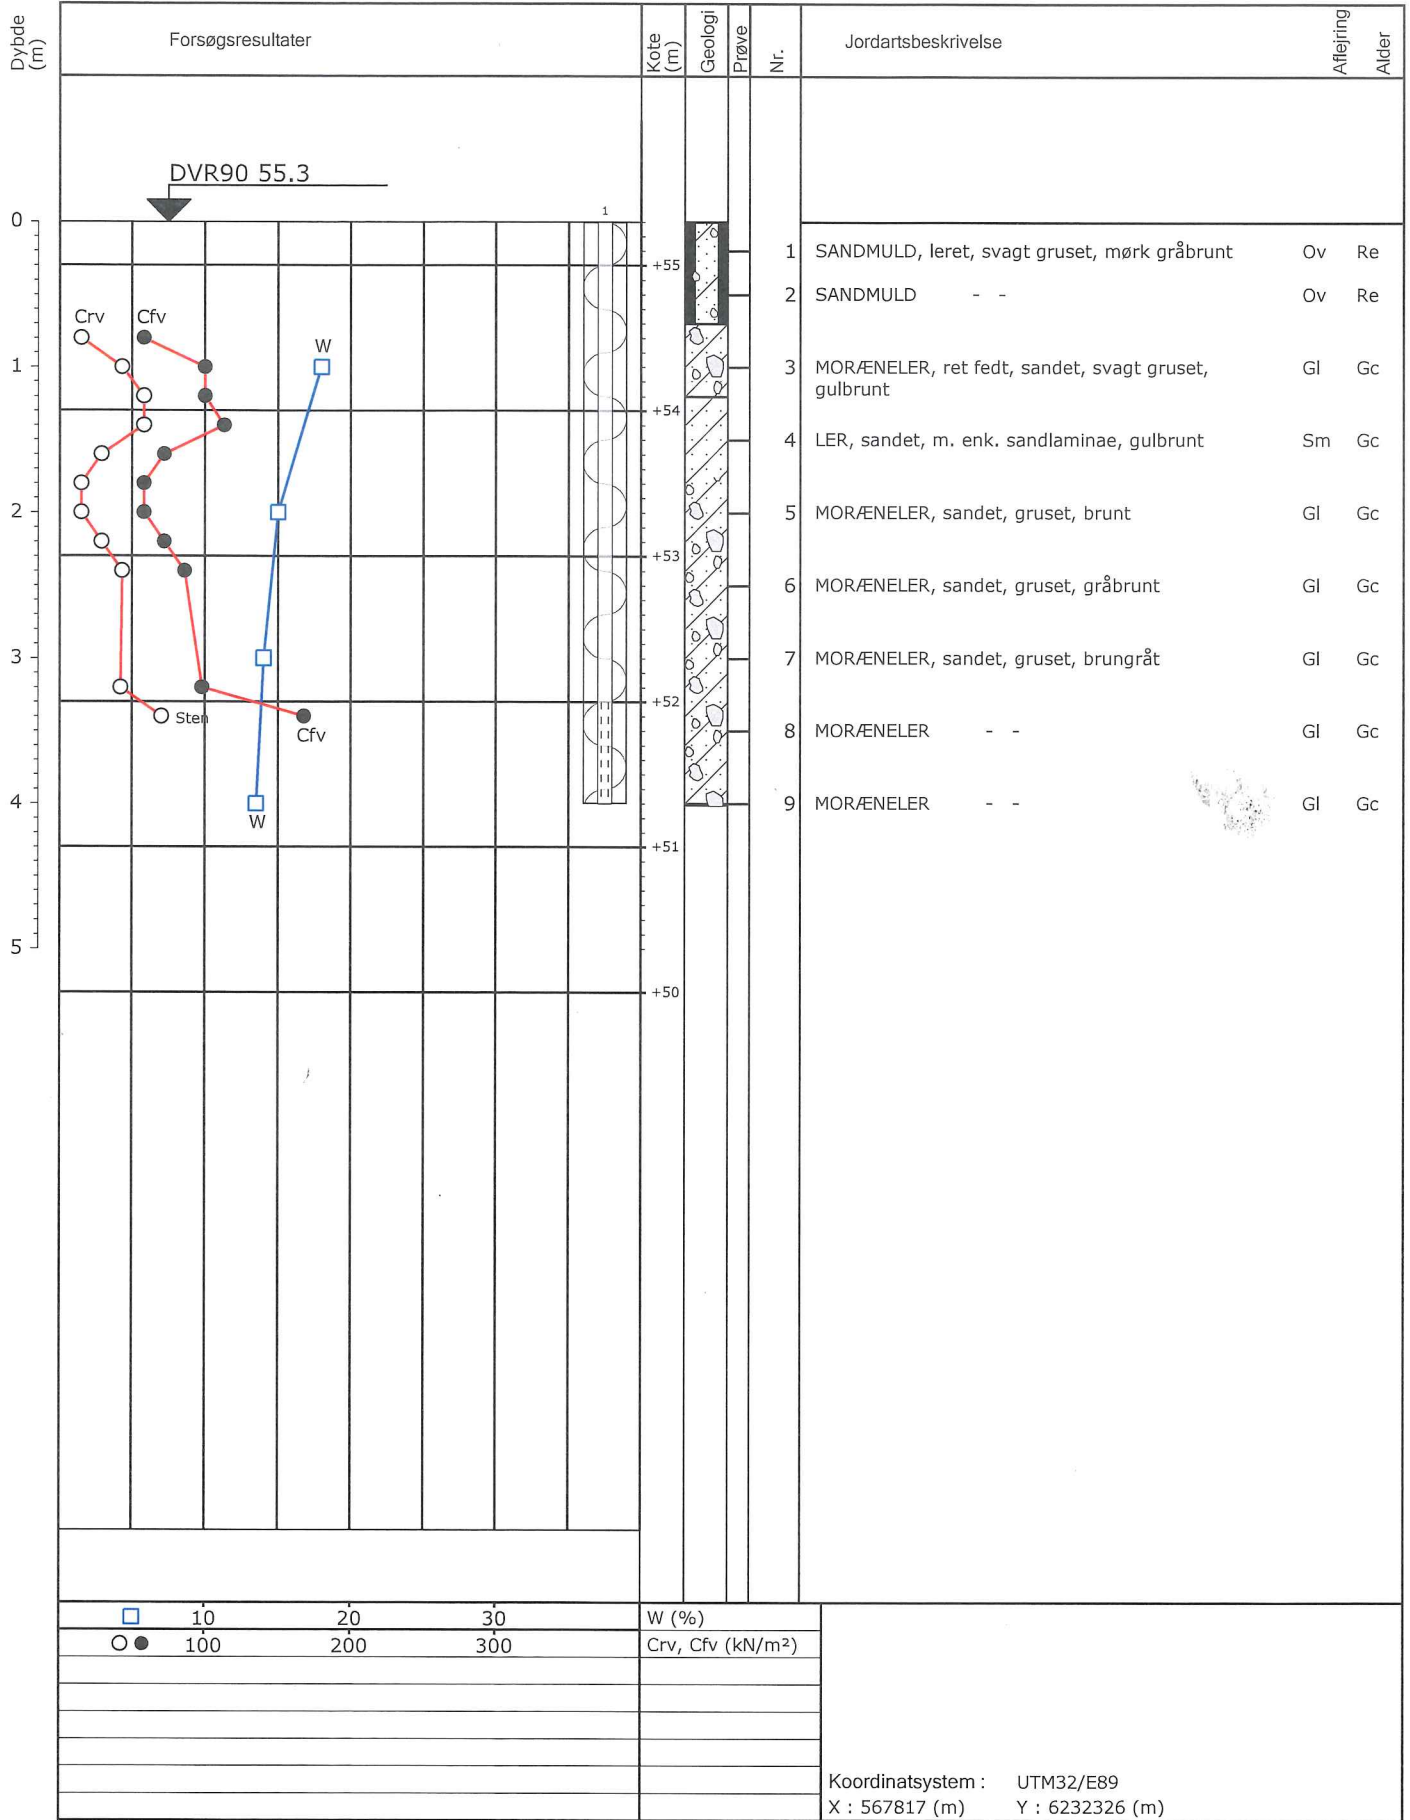 Dybde (m)
Forsøgsresultater
Kote (m)
Geologi
Prøve
Nr.
Jordartsbeskrivelse
Aflejring
Alder
DVR90 55.3
0
1
+55
1 SANDMULD, leret, svagt gruset, mørk gråbrunt Ov Re
2 SANDMULD - - Ov Re
Crv Cfv
W
1
3 MORÆNELER, ret fedt, sandet, svagt gruset, Gl Gc
gulbrunt
+54
4 LER, sandet, m. enk. sandlaminae, gulbrunt Sm Gc
2
5 MORÆNELER, sandet, gruset, brunt Gl Gc
+53
6 MORÆNELER, sandet, gruset, gråbrunt Gl Gc
3
7 MORÆNELER, sandet, gruset, brungråt Gl Gc
+52
Sten
Cfv
8 MORÆNELER - - Gl Gc
4
9 MORÆNELER - - Gl Gc
W
+51
5
+50
10 20 30 W (%)
100 200 300 Crv, Cfv (kN/m²)
Koordinatsystem : UTM32/E89
X : 567817 (m) Y : 6232326 (m)